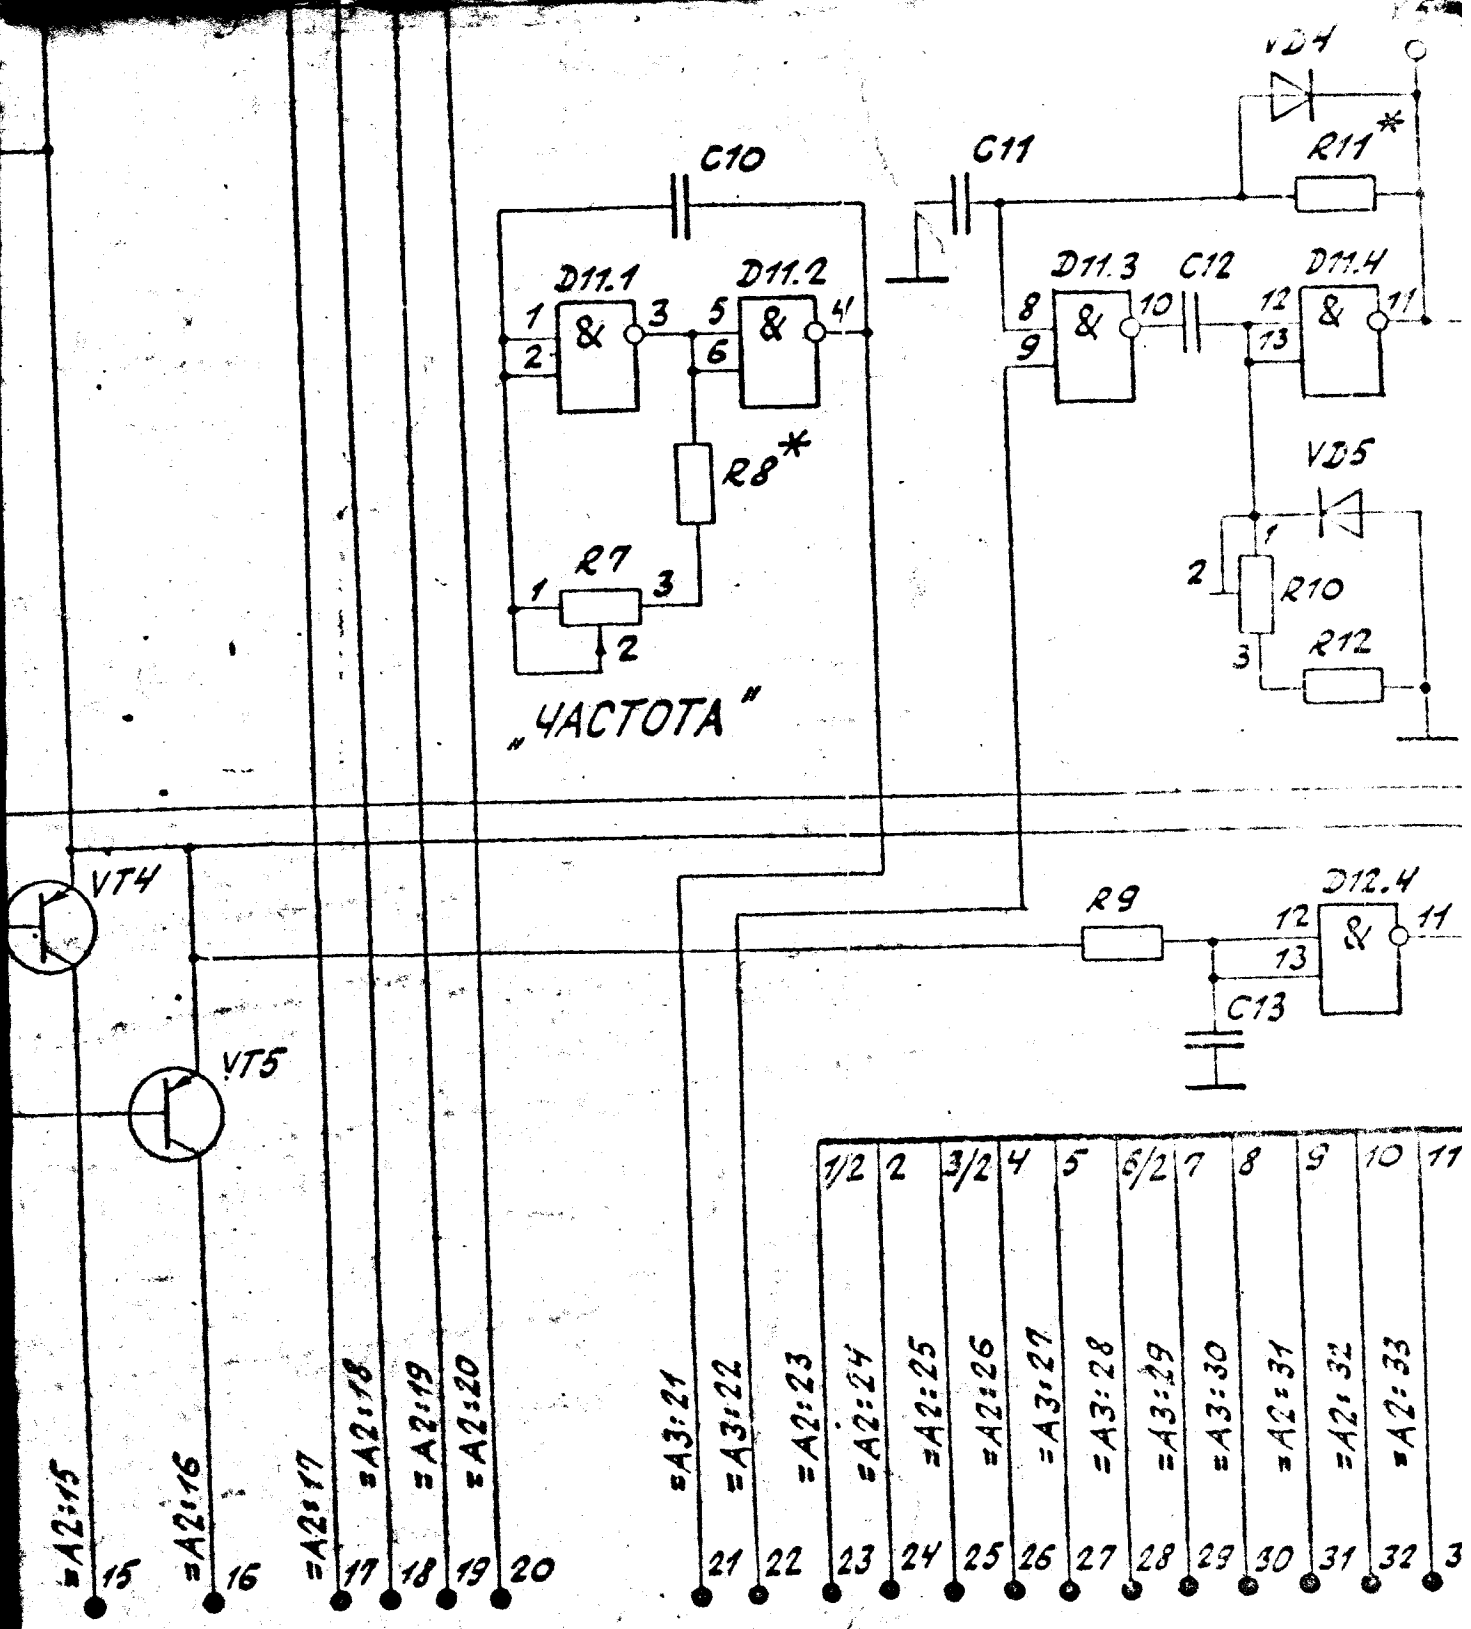 VD4
R11*
C10
C11
D11.1
D11.2
D11.3
C12
D11.4
1
2
&
3
5
6
&
4
8
9
&
10
12
13
&
11
R8*
VD5
R7
1
3
2
1
2
R10
3
R12
„ЧАСТОТА"
VT4
R9
D12.4
12
13
&
11
C13
VT5
1/2 2 3/2 4 5 6/2 7 8 9 10 11
=A2:15
=A2:16
=A2:17
=A2:18
=A2:19
=A2:20
=A3:21
=A3:22
=A2:23
=A2:24
=A2:25
=A2:26
=A3:27
=A3:28
=A3:29
=A3:30
=A2:31
=A2:32
=A2:33
15 16 17 18 19 20 21 22 23 24 25 26 27 28 29 30 31 32